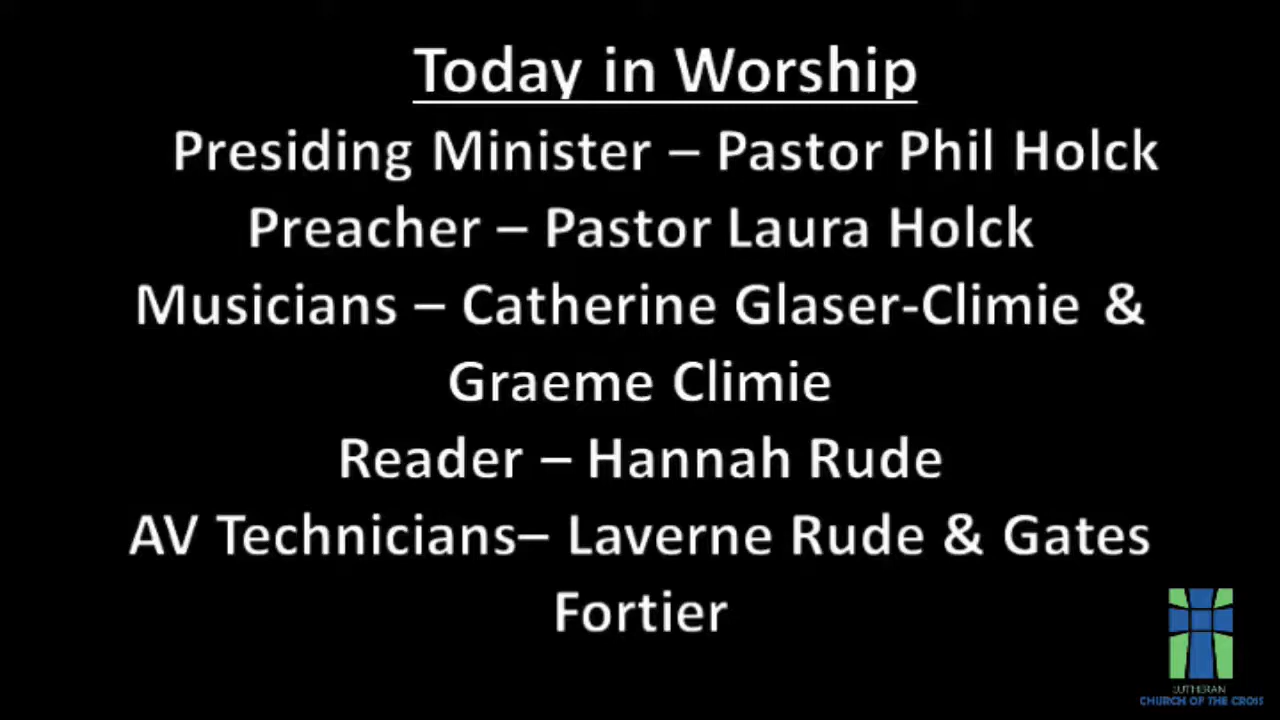 Today in Worship
Presiding Minister – Pastor Phil Holck
Preacher – Pastor Laura Holck
Musicians – Catherine Glaser-Climie &
Graeme Climie
Reader – Hannah Rude
AV Technicians– Laverne Rude & Gates
Fortier
LUTHERAN
CHURCH OF THE CROSS